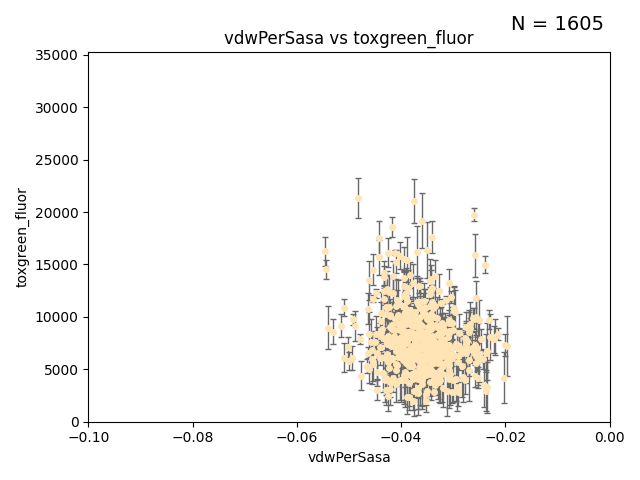 N = 1605
vdwPerSasa vs toxgreen_fluor
35000
30000
25000
20000
15000
10000
5000
0
toxgreen_fluor
−0.10 −0.08 −0.06 −0.04 −0.02 0.00
vdwPerSasa